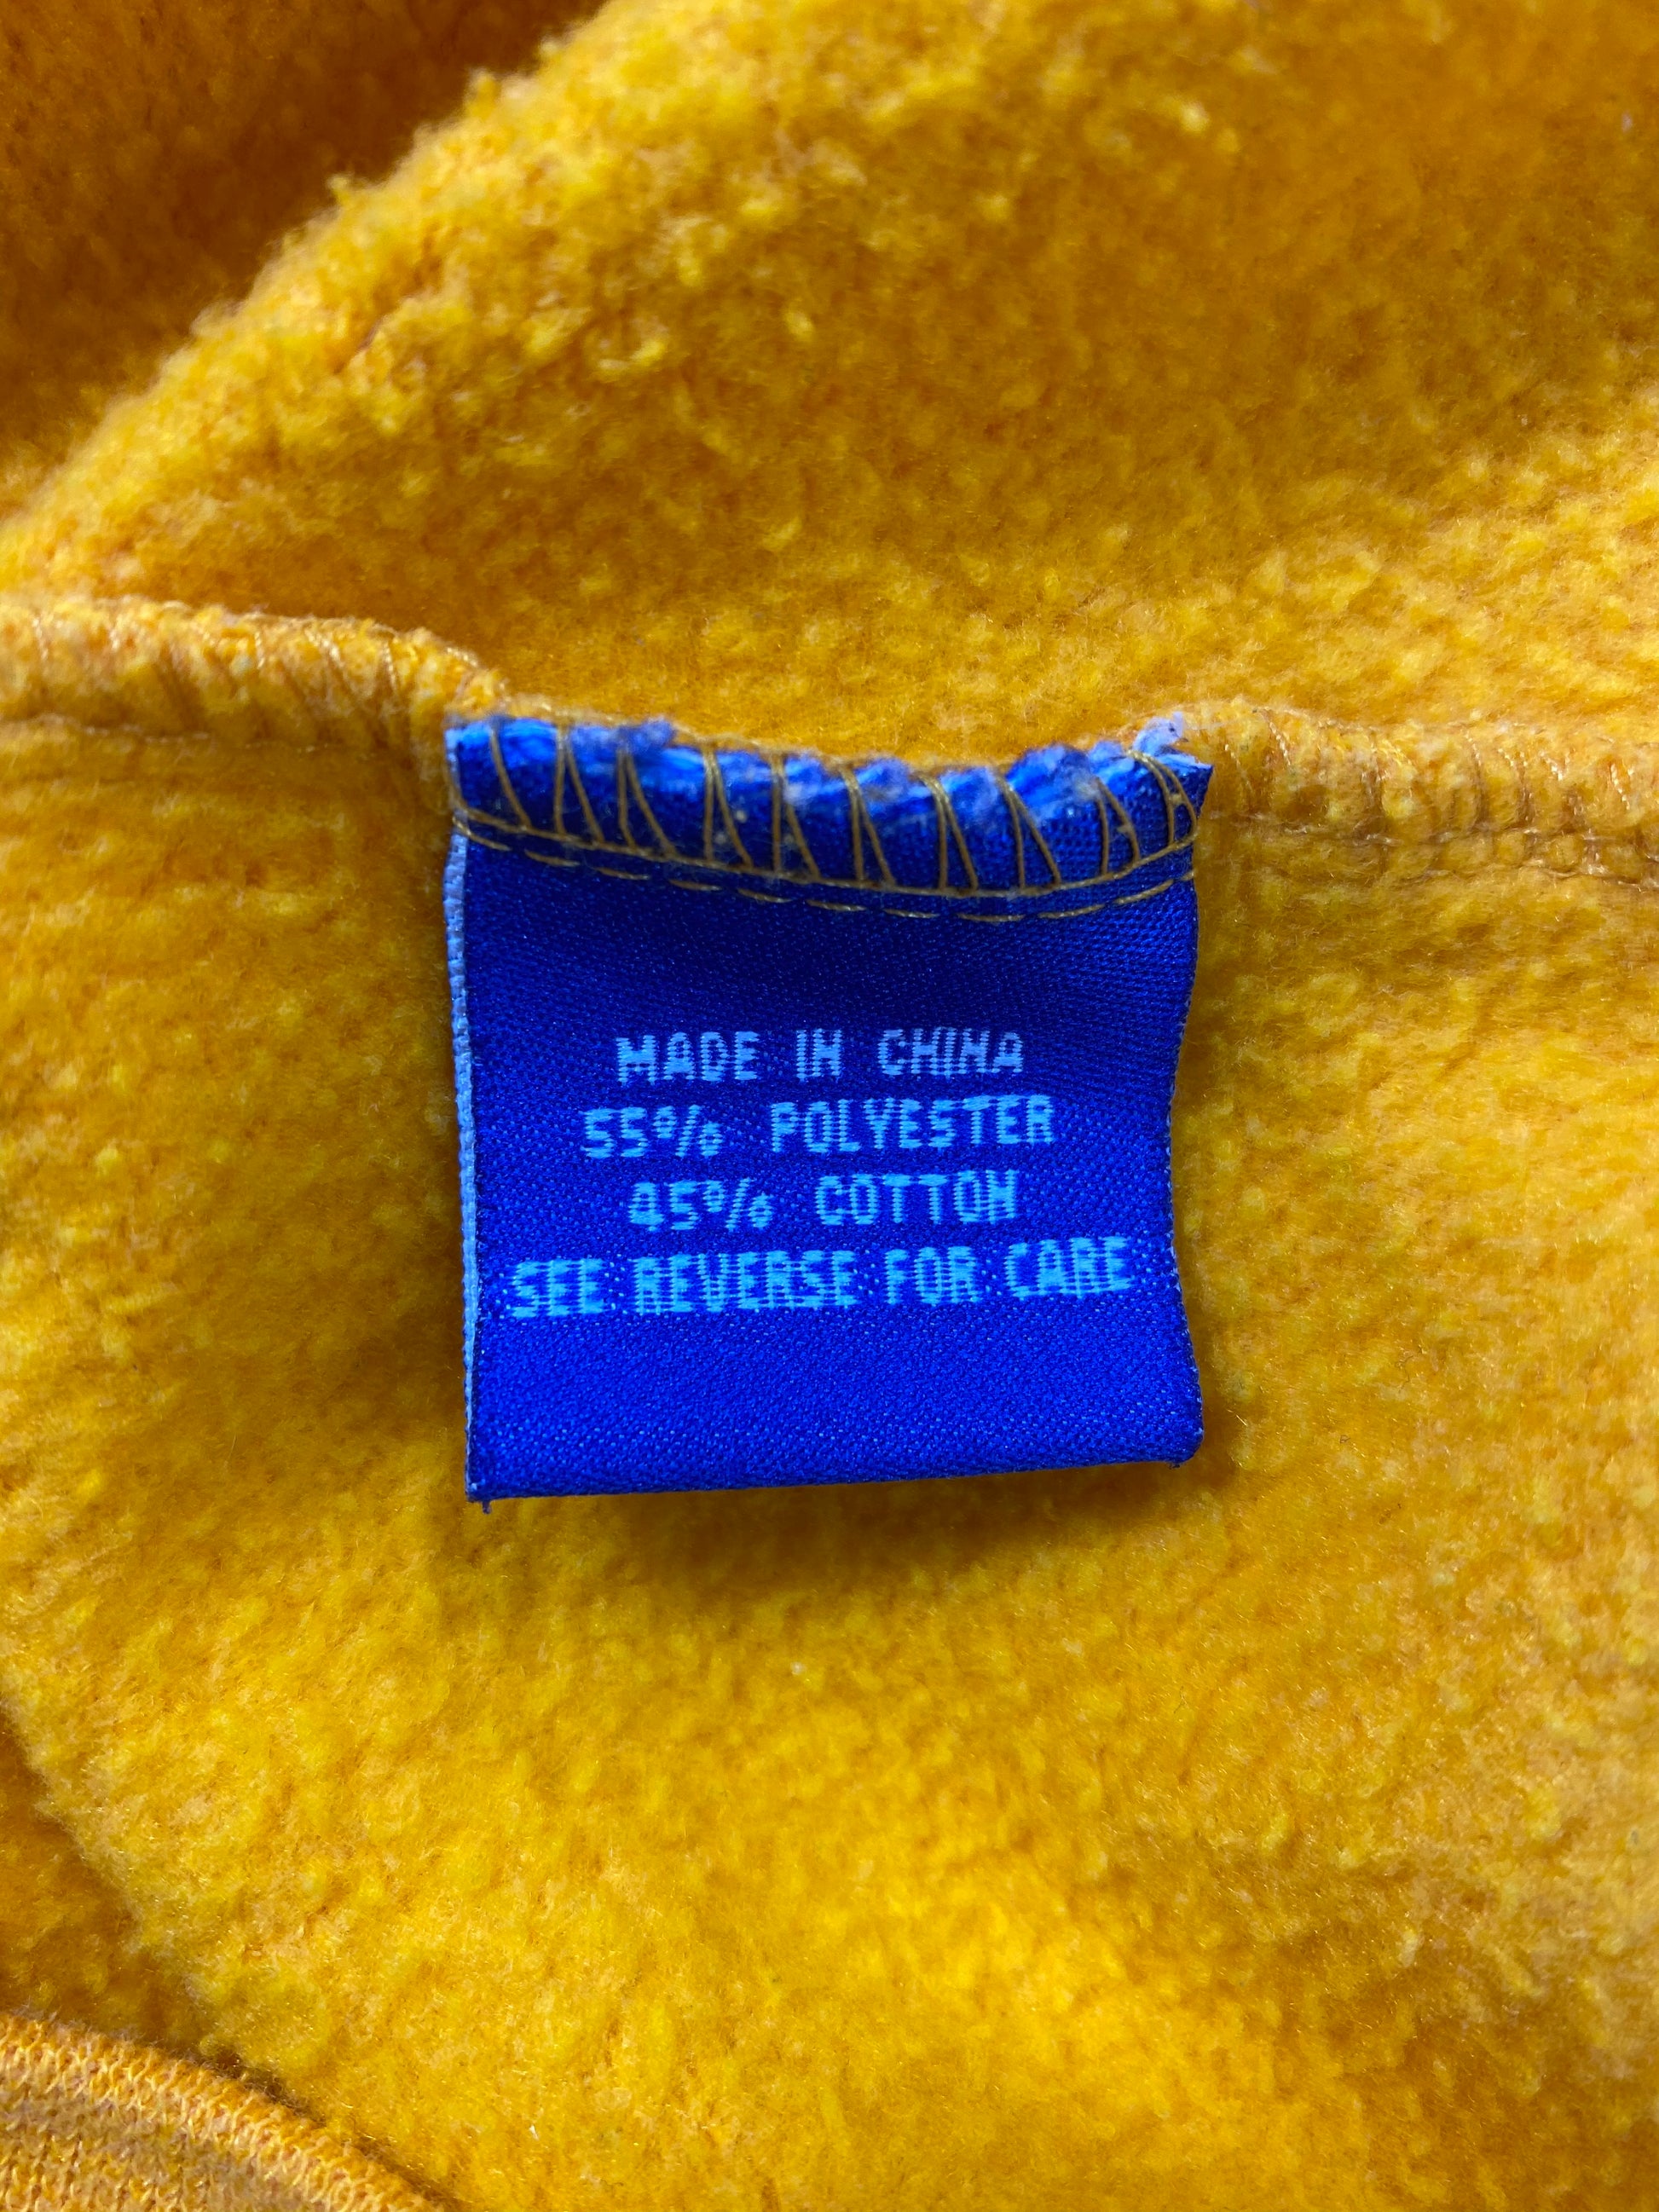 MADE IN CHINA
55% POLYESTER
45% COTTON
SEE REVERSE FOR CARE